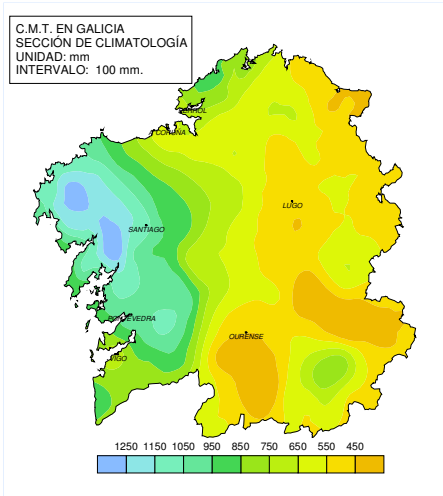 C.M.T. EN GALICIA
SECCIÓN DE CLIMATOLOGÍA
UNIDAD: mm
INTERVALO: 100 mm.
FERROL
A CORUÑA
LUGO
SANTIAGO
PONTEVEDRA
OURENSE
VIGO
1250 1150 1050 950 850 750 650 550 450